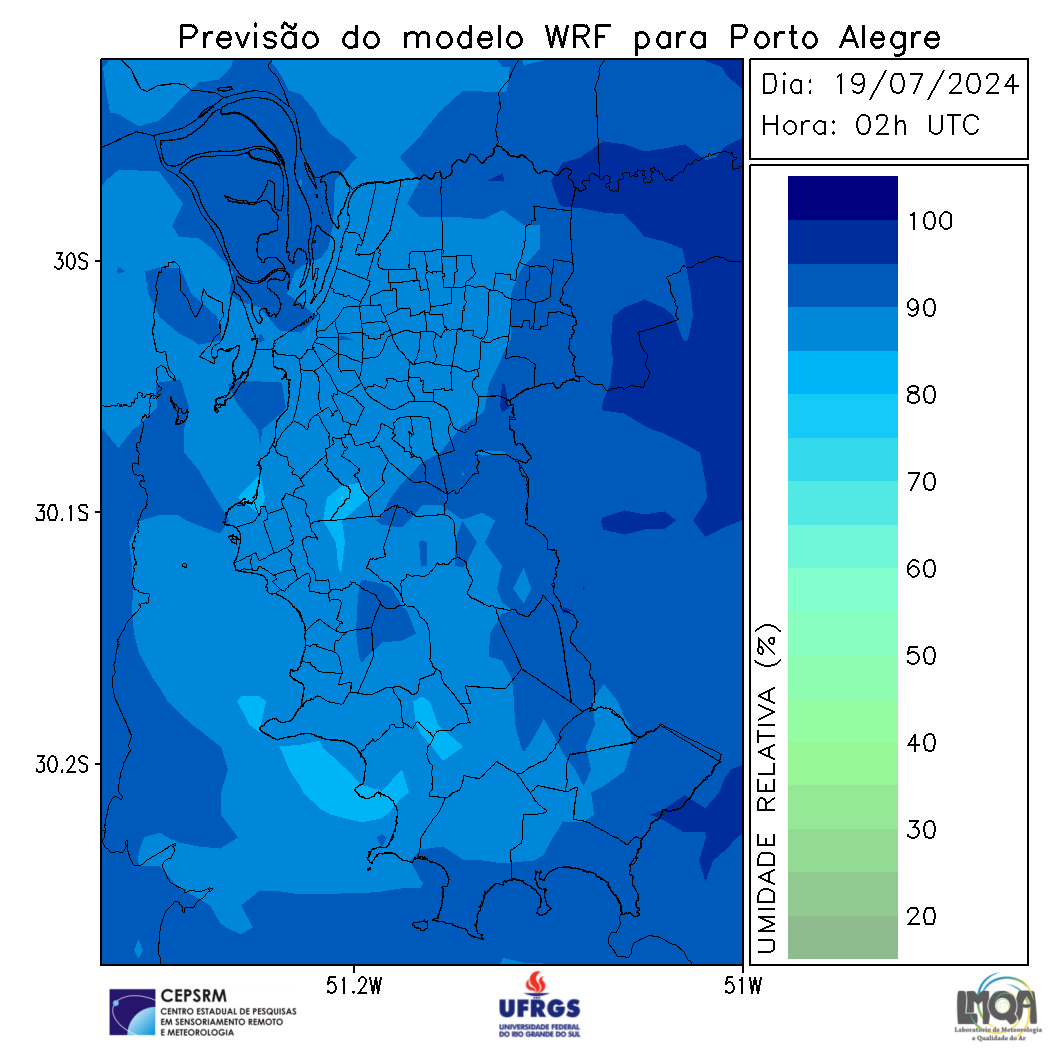 Previsão do modelo WRF para Porto Alegre
Dia: 19/07/2024
Hora: 02h UTC
30S
30.1S
30.2S
51.2W
51W
100
90
80
70
60
50
40
30
20
UMIDADE RELATIVA (%)
CEPSRM
CENTRO ESTADUAL DE PESQUISAS
EM SENSORIAMENTO REMOTO
E METEOROLOGIA
UFRGS
UNIVERSIDADE FEDERAL
DO RIO GRANDE DO SUL
LMQA
Laboratório de Meteorologia
e Qualidade do Ar